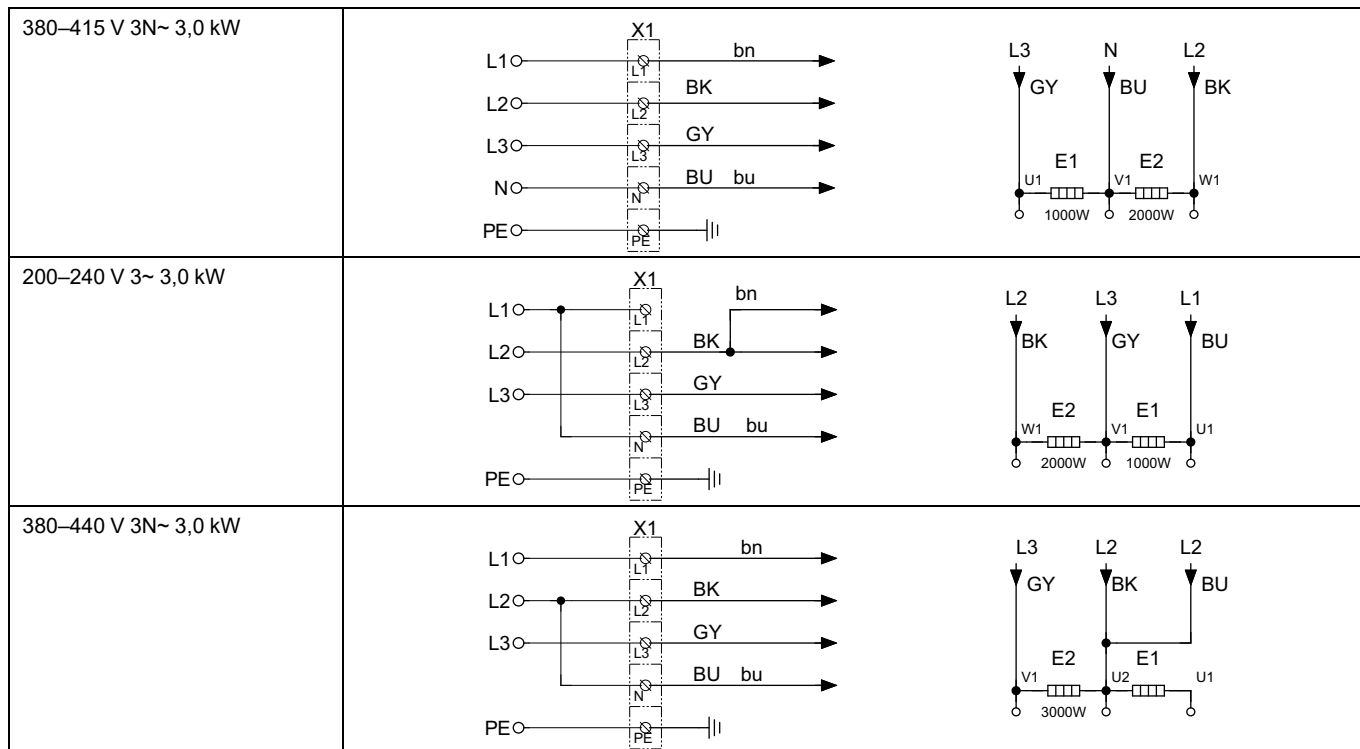 380–415 V 3N~ 3,0 kW
X1
L1 L1 bn
L2 L2 BK
L3 L3 GY
N N BU bu
PE PE
L3 N L2
GY BU BK
E1 E2
U1 V1 W1
1000W 2000W
200–240 V 3~ 3,0 kW
X1
L1 L1 bn
L2 L2 BK
L3 L3 GY
N BU bu
PE PE
L2 L3 L1
BK GY BU
E2 E1
W1 V1 U1
2000W 1000W
380–440 V 3N~ 3,0 kW
X1
L1 L1 bn
L2 L2 BK
L3 L3 GY
N BU bu
PE PE
L3 L2 L2
GY BK BU
E2 E1
V1 U2 U1
3000W